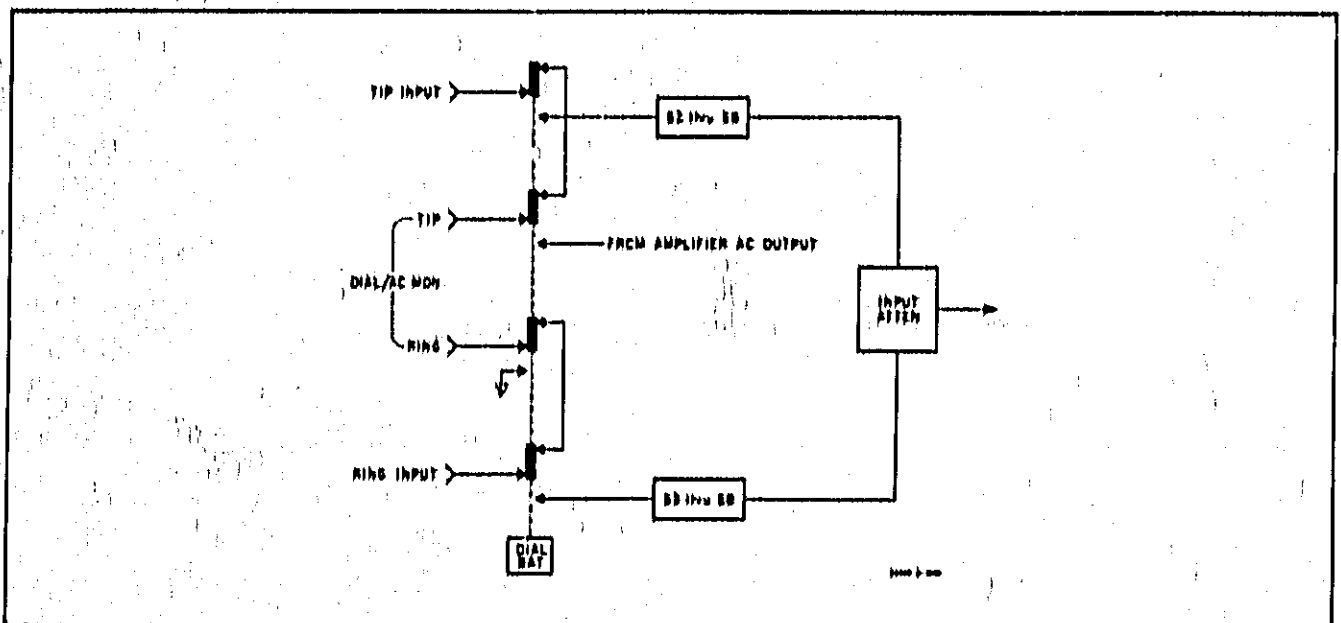 TIP INPUT
TIP
FROM AMPLIFIER AC OUTPUT
DIAL/AC MON
INPUT
ATTEN
RING
RING INPUT
DIAL
BAT